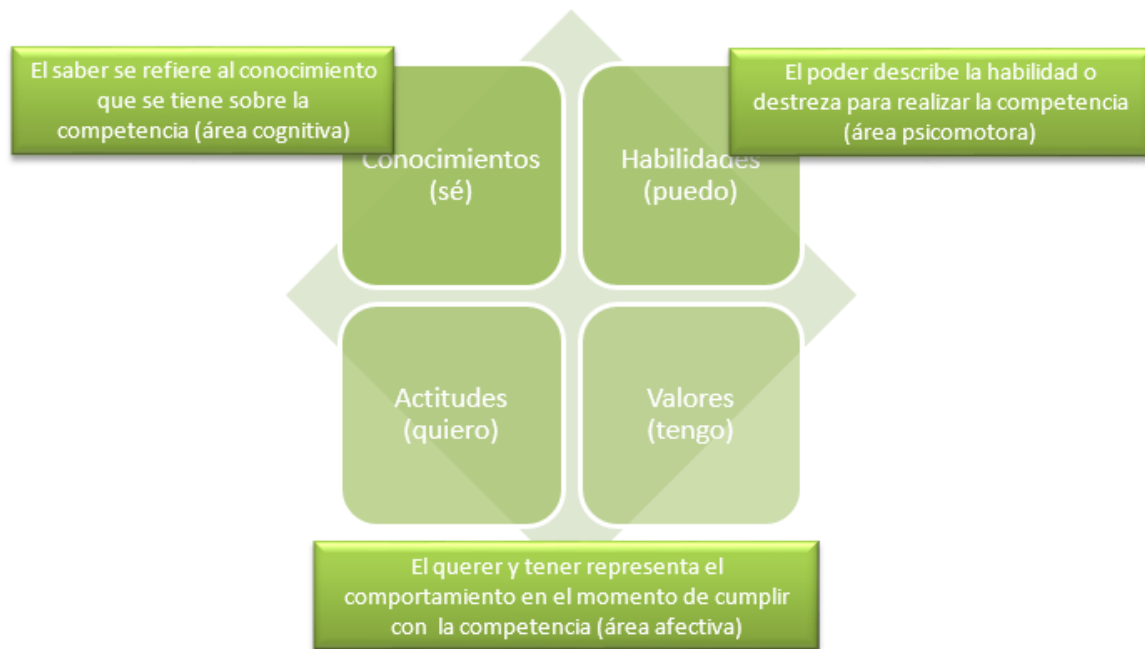 El saber se refiere al conocimiento
que se tiene sobre la
competencia (área cognitiva)
El poder describe la habilidad o
destreza para realizar la competencia
(área psicomotora)
Conocimientos
(sé)
Habilidades
(puedo)
Actitudes
(quiero)
Valores
(tengo)
El querer y tener representa el
comportamiento en el momento de cumplir
con la competencia (área afectiva)